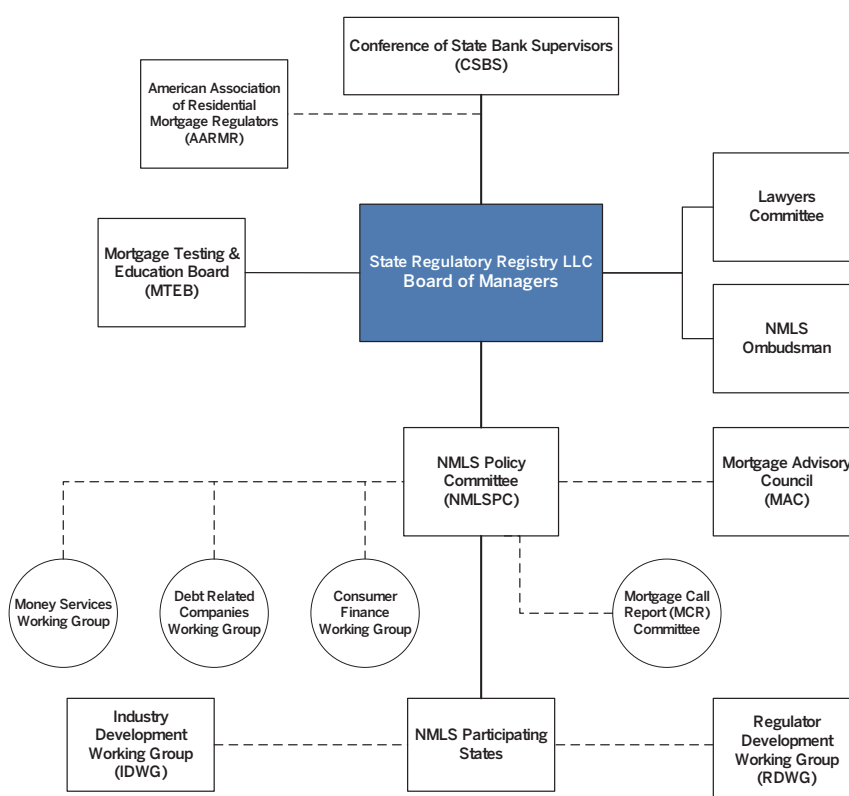 Conference of State Bank Supervisors
(CSBS)
American Association
of Residential
Mortgage Regulators
(AARMR)
Lawyers
Committee
Mortgage Testing &
Education Board
(MTEB)
State Regulatory Registry LLC
Board of Managers
NMLS
Ombudsman
NMLS Policy
Committee
(NMLSPC)
Mortgage Advisory
Council
(MAC)
Money Services
Working Group
Debt Related
Companies
Working Group
Consumer
Finance
Working Group
Mortgage Call
Report (MCR)
Committee
Industry
Development
Working Group
(IDWG)
NMLS Participating
States
Regulator
Development
Working Group
(RDWG)